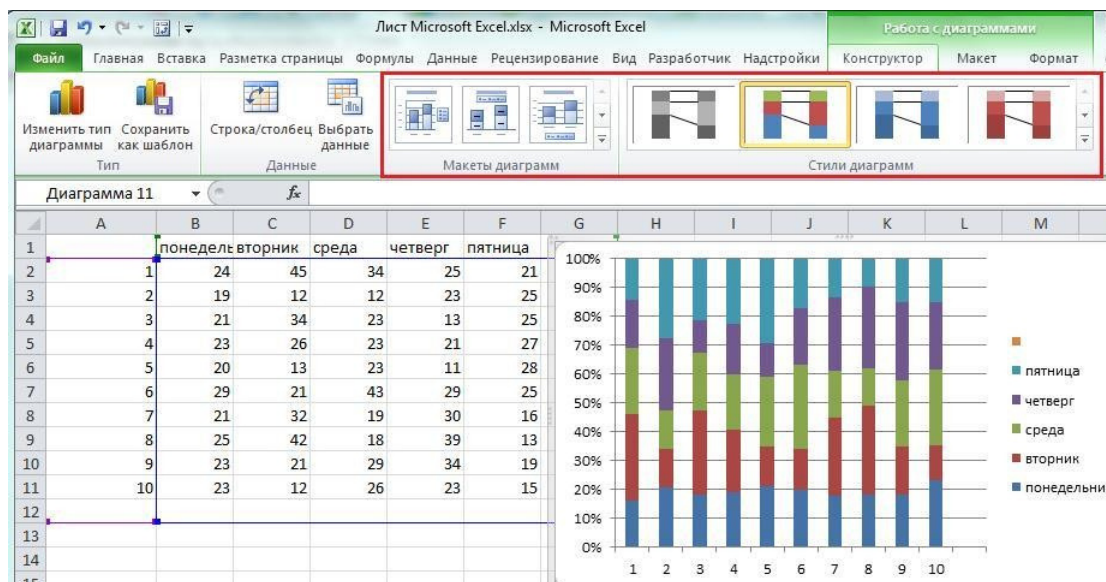 Лист Microsoft Excel.xlsx - Microsoft Excel
Работа с диаграммами
Файл Главная Вставка Разметка страницы Формулы Данные Рецензирование Вид Разработчик Надстройки Конструктор Макет Формат
Изменить тип диаграммы
Сохранить как шаблон
Строка/столбец
Выбрать данные
Тип Данные Макеты диаграмм Стили диаграмм
Диаграмма 11 fx
A B C D E F G H I J K L M
1 понедель вторник среда четверг пятница
2 1 24 45 34 25 21
3 2 19 12 12 23 25
4 3 21 34 23 13 25
5 4 23 26 23 21 27
6 5 20 13 23 11 28
7 6 29 21 43 29 25
8 7 21 32 19 30 16
9 8 25 42 18 39 13
10 9 23 21 29 34 19
11 10 23 12 26 23 15
12
13
14
100%
90%
80%
70%
60%
50%
40%
30%
20%
10%
0%
1 2 3 4 5 6 7 8 9 10
пятница
четверг
среда
вторник
понедельни